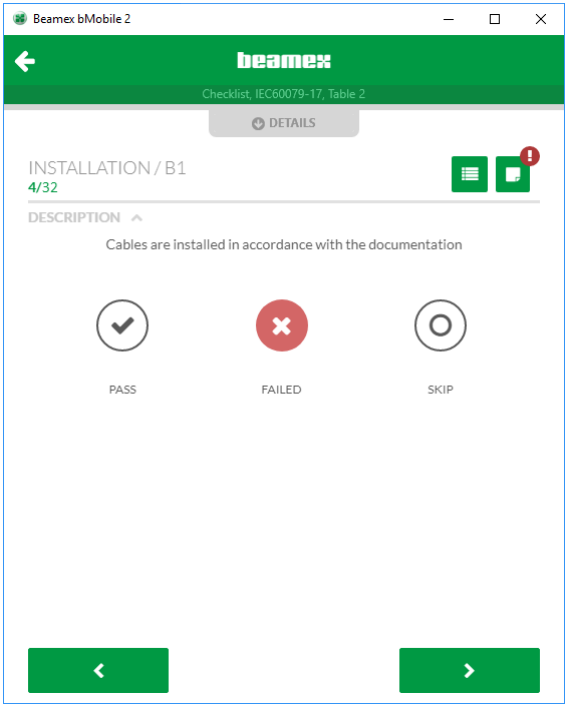 Beamex bMobile 2
beamex
Checklist, IEC60079-17, Table 2
DETAILS
INSTALLATION / B1
4/32
DESCRIPTION
Cables are installed in accordance with the documentation
PASS FAILED SKIP